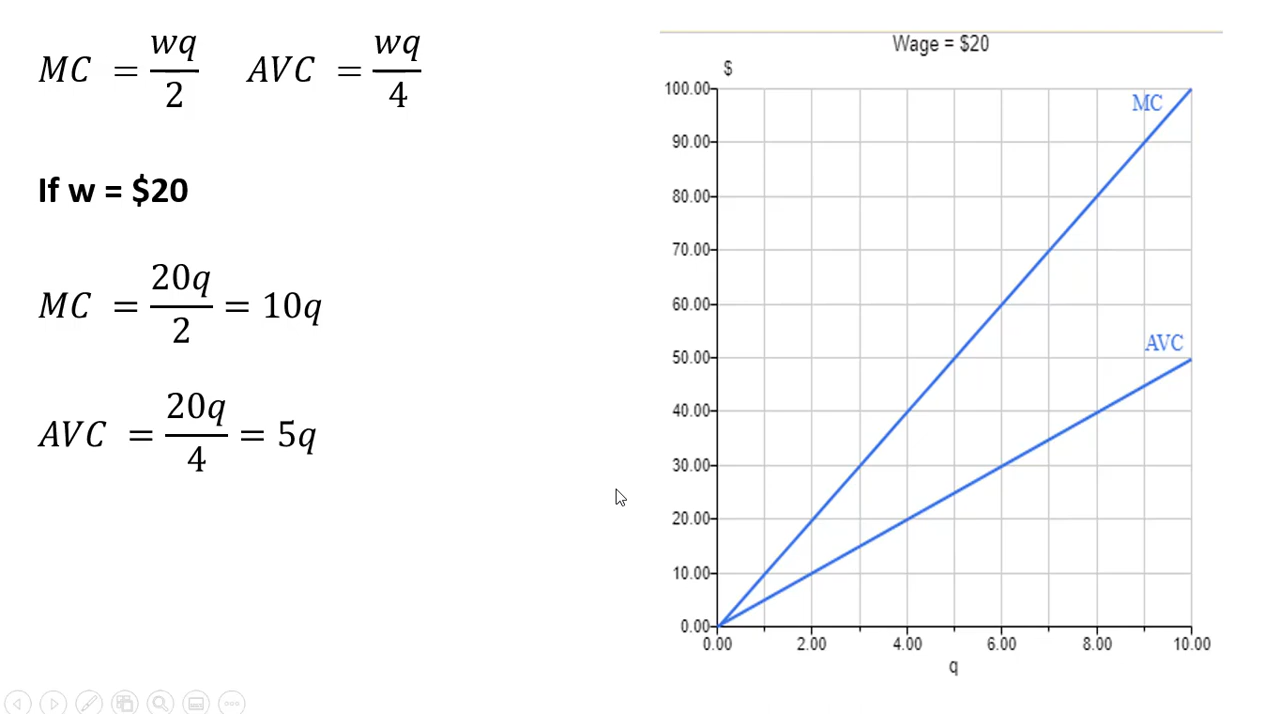 MC = wq/2   AVC = wq/4
If w = $20
MC = 20q/2 = 10q
AVC = 20q/4 = 5q
Wage = $20
$
100.00
MC
90.00
80.00
70.00
60.00
50.00
AVC
40.00
30.00
20.00
10.00
0.00
0.00 2.00 4.00 6.00 8.00 10.00
q